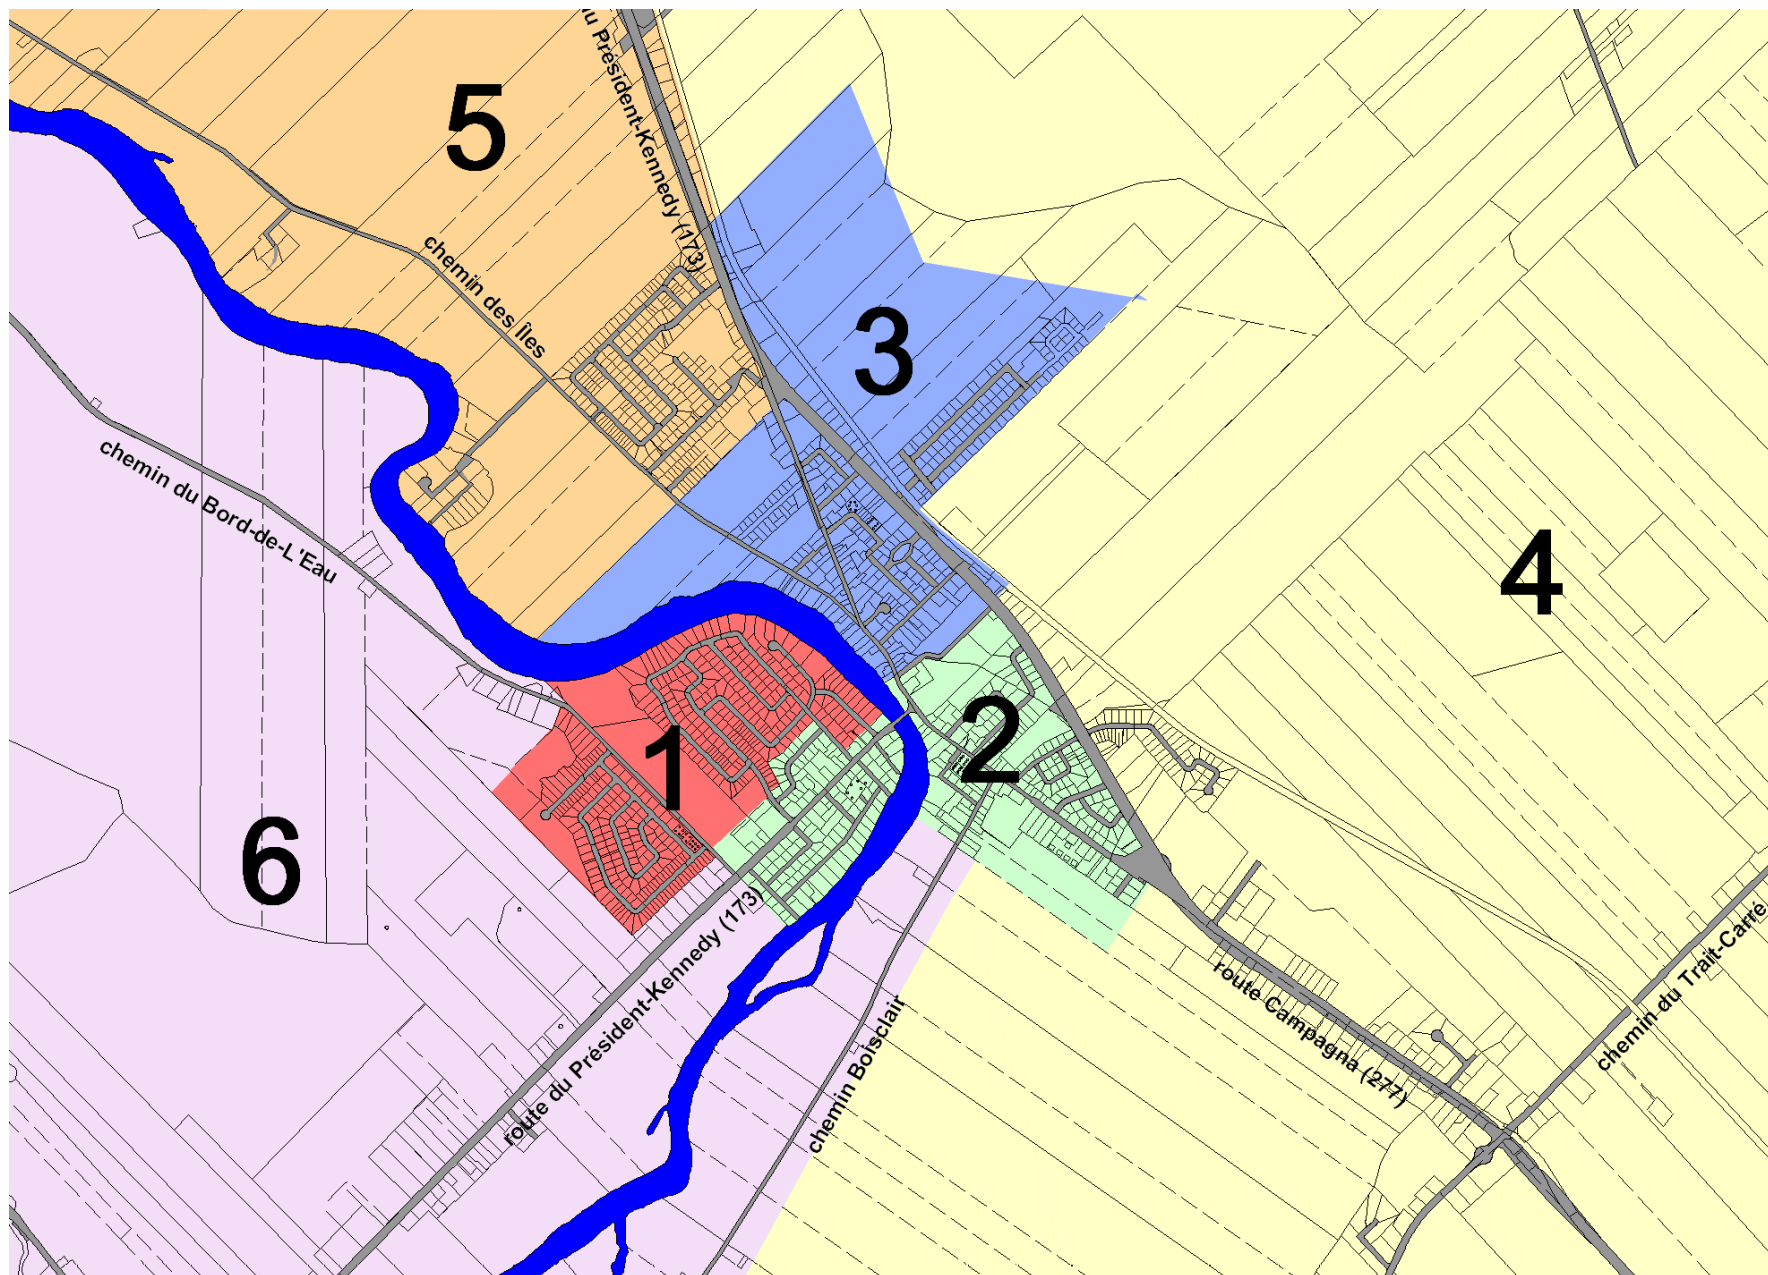 5
du Président-Kennedy (173)
chemin des Îles
3
chemin du Bord-de-L'Eau
4
1
2
6
route du Président-Kennedy (173)
chemin Boisclair
route Campagna (277)
chemin du Trait-Carré